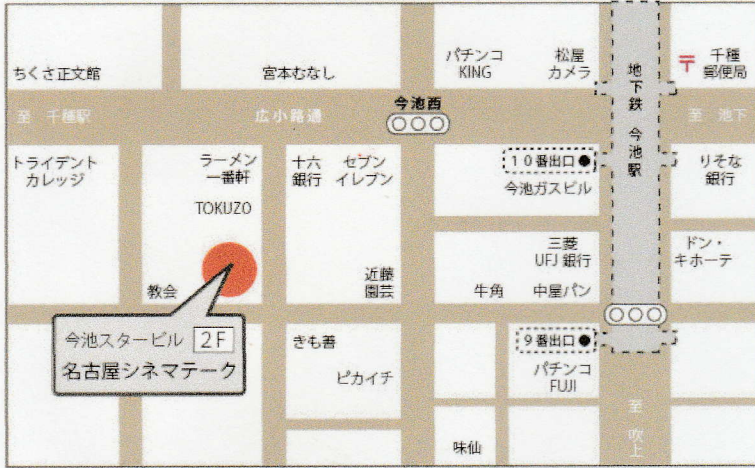 ちくさ正文館
宮本むなし
パチンコ
KING
松屋
カメラ
〒
千種
郵便局
至 千種駅
広小路通
今池西
地下鉄 今池駅
至 池下
トライデント
カレッジ
ラーメン
一番軒
TOKUZO
十六
銀行
セブン
イレブン
10番出口
今池ガスビル
りそな
銀行
教会
近藤
園芸
三菱
UFJ 銀行
牛角
中屋パン
ドン・
キホーテ
今池スタービル 2F
名古屋シネマテーク
きも善
ピカイチ
9番出口
パチンコ
FUJI
味仙
至 吹上